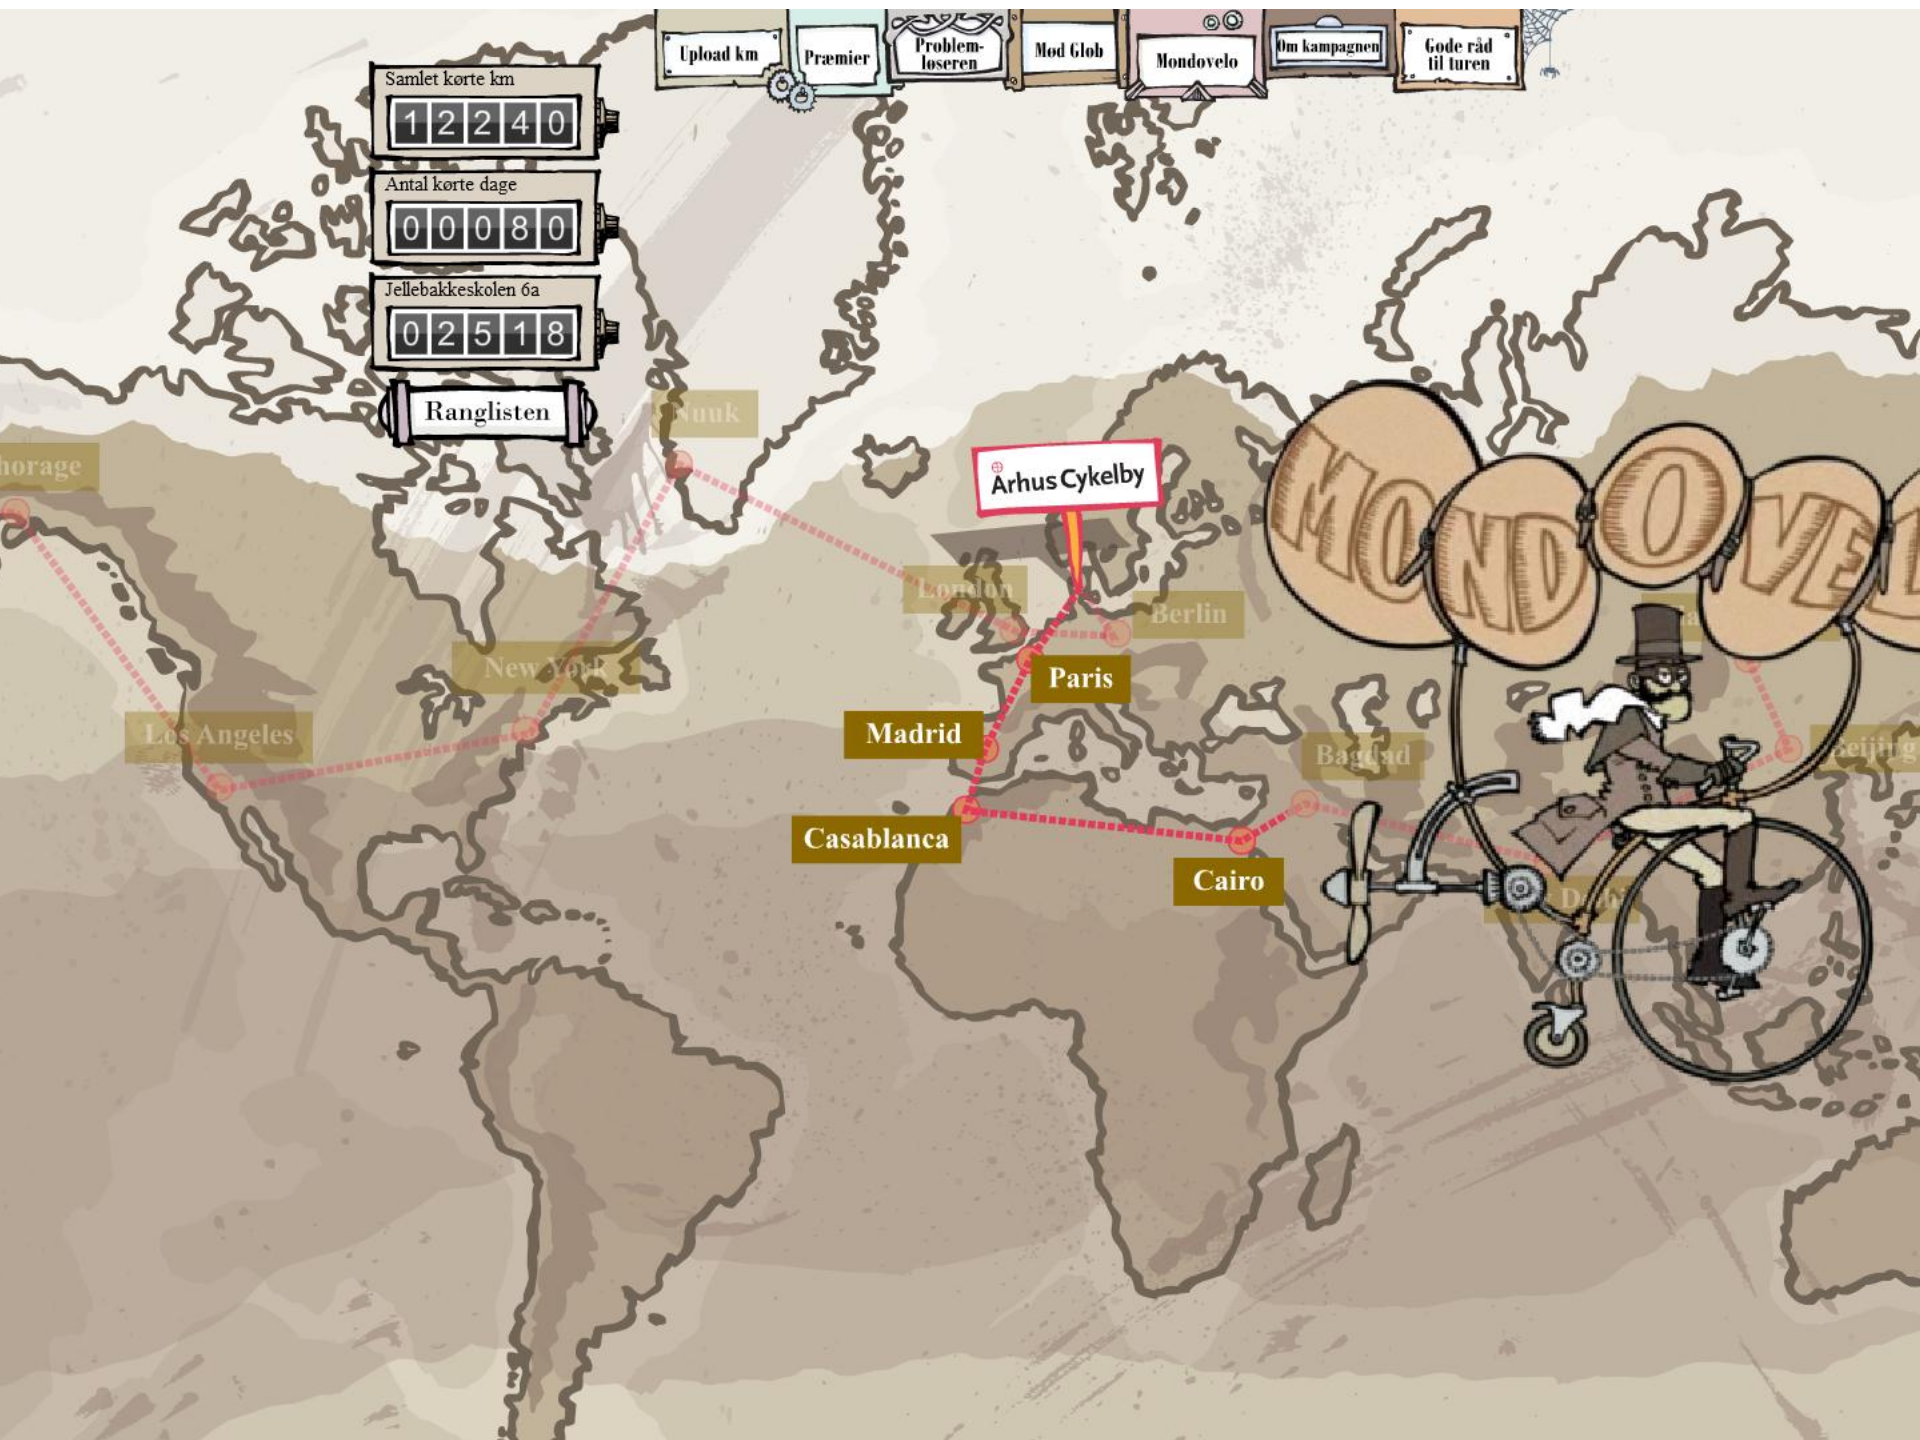 Upload km
Præmier
Problem-
løseren
Mød Glob
Mondovelo
Om kampagnen
Gode råd
til turen
Samlet kørte km
12240
Antal kørte dage
00080
Jellebakkeskolen 6a
02518
Ranglisten
Nuuk
horage
Århus Cykelby
MONDOVEL
London
Berlin
New York
Paris
Los Angeles
Madrid
Bagdad
Beijing
Casablanca
Cairo